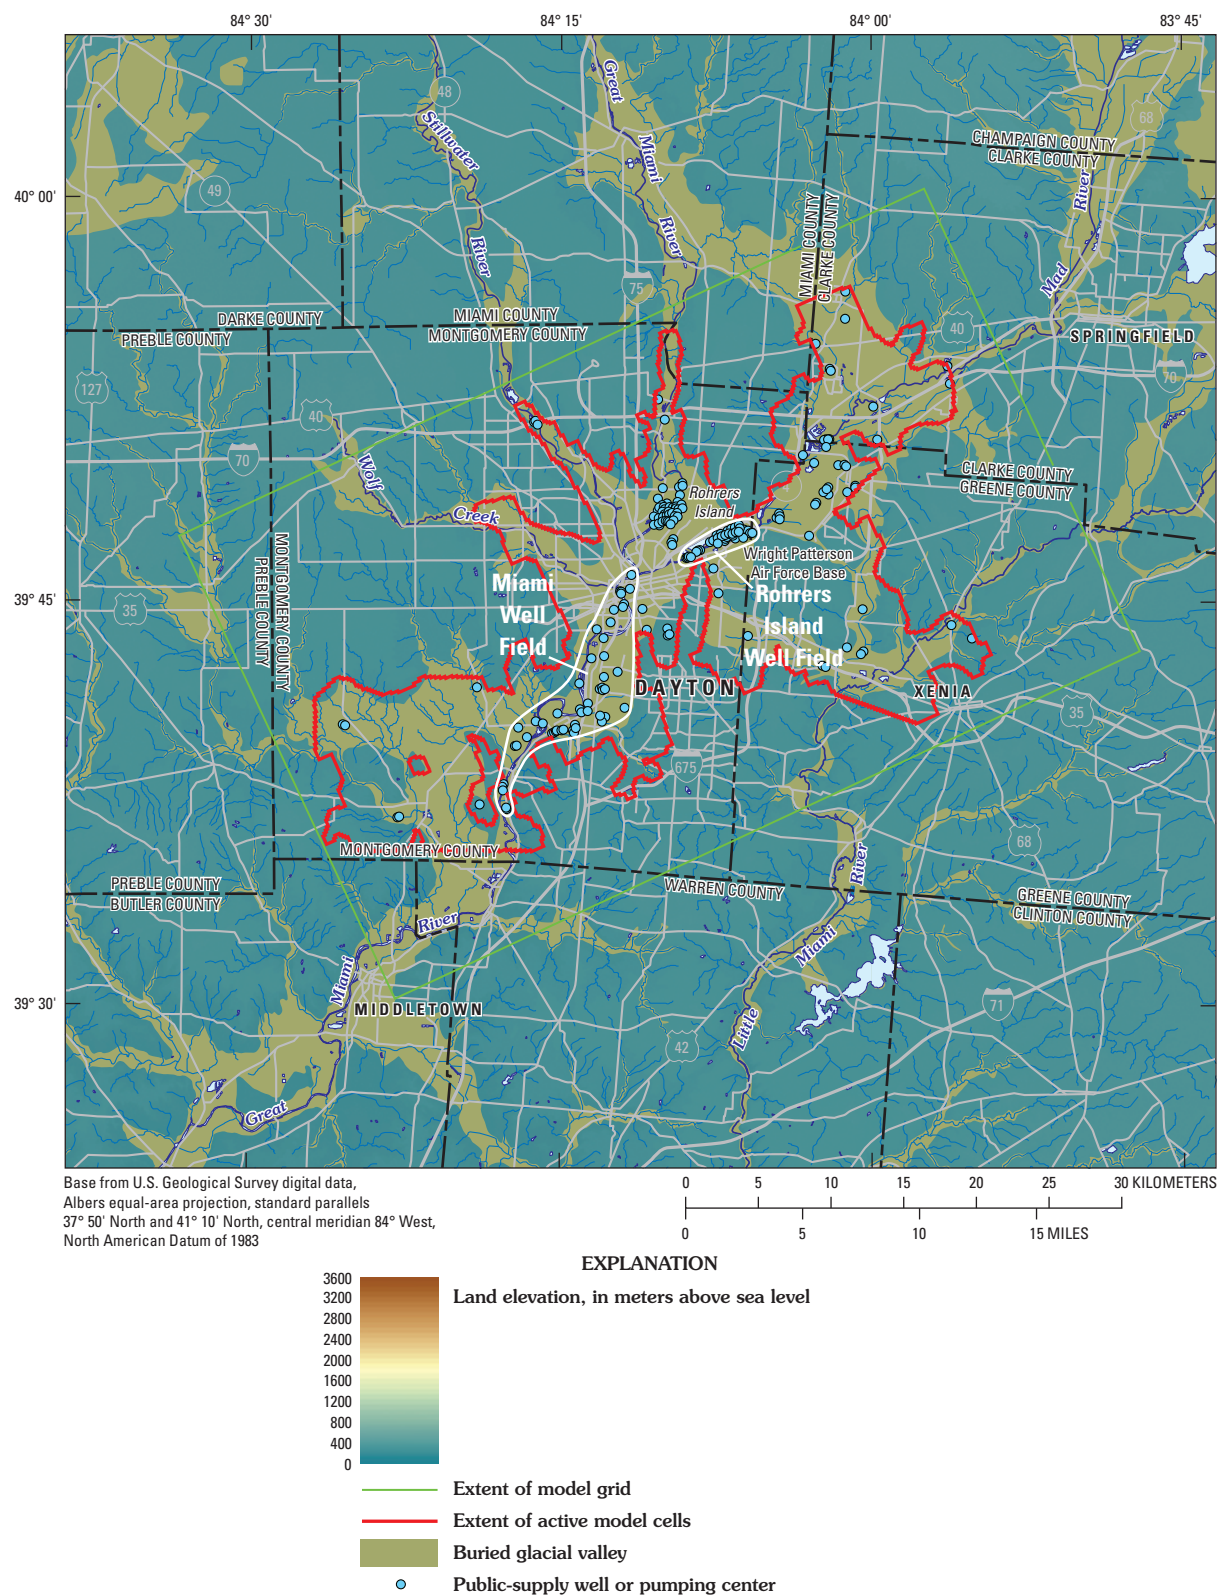 84° 30'
84° 15'
84° 00'
83° 45'
40° 00'
39° 45'
39° 30'
48
Great
Miami
River
Stillwater
River
49
68
CHAMPAIGN COUNTY
CLARKE COUNTY
River
Mad
MIAMI COUNTY
CLARKE COUNTY
75
DARKE COUNTY
PREBLE COUNTY
MIAMI COUNTY
MONTGOMERY COUNTY
40
SPRINGFIELD
70
127
40
70
Wolf
Creek
CLARKE COUNTY
GREENE COUNTY
Rohrers
Island
Wright Patterson
Air Force Base
MONTGOMERY COUNTY
PREBLE COUNTY
35
Miami
Well
Field
Rohrers
Island
Well Field
DAYTON
XENIA
35
675
MONTGOMERY COUNTY
PREBLE COUNTY
BUTLER COUNTY
WARREN COUNTY
68
GREENE COUNTY
CLINTON COUNTY
River
Miami
Little
River
Miami
Great
MIDDLETOWN
71
42
Base from U.S. Geological Survey digital data,
Albers equal-area projection, standard parallels
37° 50' North and 41° 10' North, central meridian 84° West,
North American Datum of 1983
0 5 10 15 20 25 30 KILOMETERS
0 5 10 15 MILES
EXPLANATION
3600
3200
2800
2400
2000
1600
1200
800
400
0
Land elevation, in meters above sea level
Extent of model grid
Extent of active model cells
Buried glacial valley
Public-supply well or pumping center